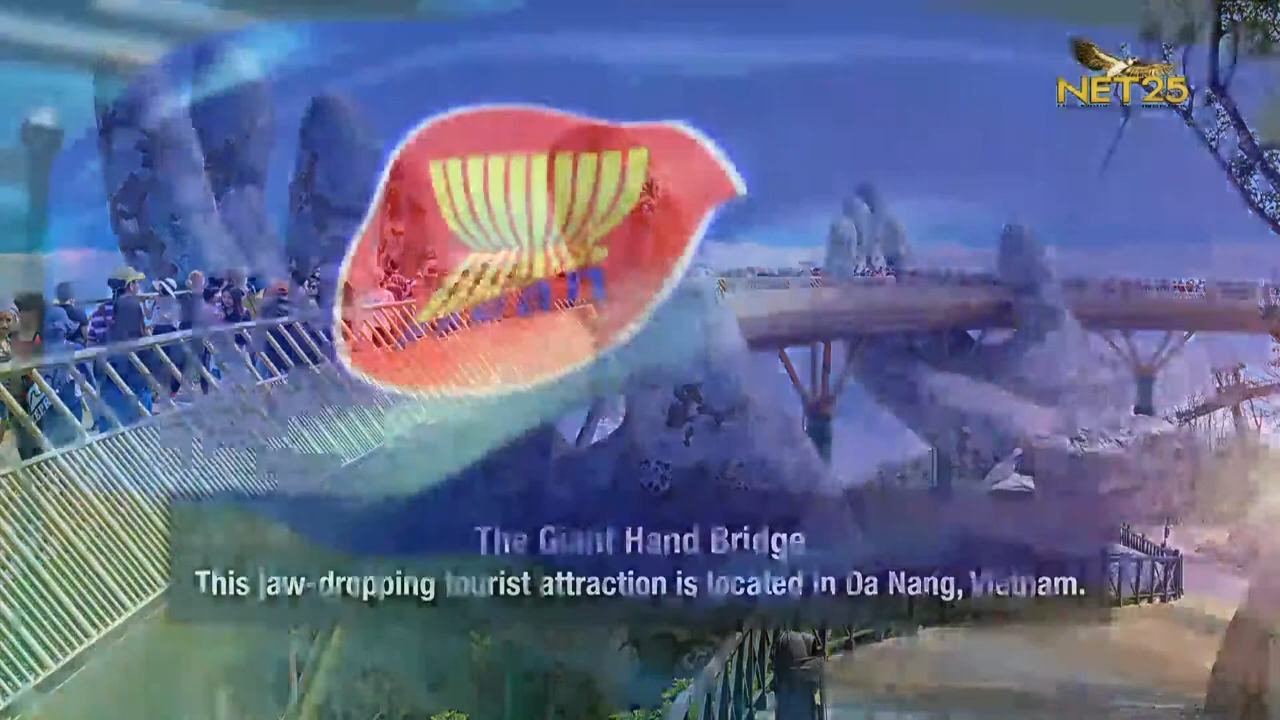 NET25
The Giant Hand Bridge
This jaw-dropping tourist attraction is located in Da Nang, Vietnam.